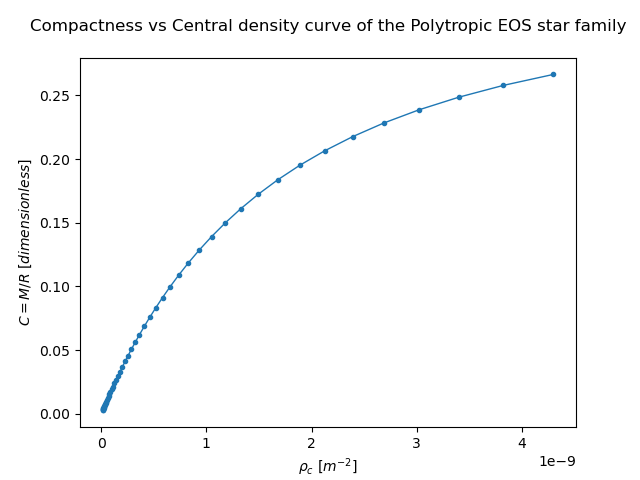 Compactness vs Central density curve of the Polytropic EOS star family
0.25
0.20
0.15
0.10
0.05
0.00
C = M/R [dimensionless]
0 1 2 3 4
1e−9
ρc [m−2]